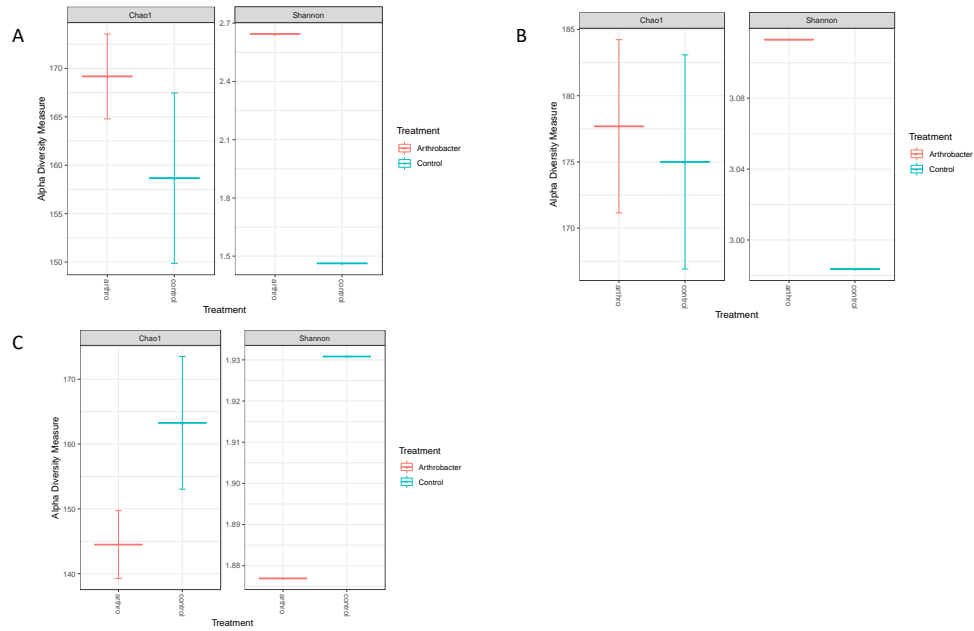 A
Chao1
Shannon
Alpha Diversity Measure
170
165
160
155
150
2.7
2.4
2.1
1.8
1.5
arthro
control
arthro
control
Treatment
Treatment
Arthrobacter
Control
B
Chao1
Shannon
Alpha Diversity Measure
185
180
175
170
3.08
3.04
3.00
arthro
control
arthro
control
Treatment
Treatment
Arthrobacter
Control
C
Chao1
Shannon
Alpha Diversity Measure
170
160
150
140
1.93
1.92
1.91
1.90
1.89
1.88
arthro
control
arthro
control
Treatment
Treatment
Arthrobacter
Control